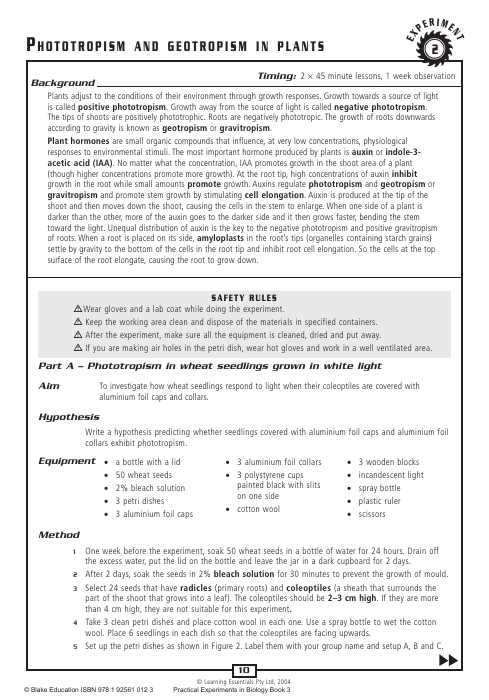 PHOTOTROPISM AND GEOTROPISM IN PLANTS
EXPERIMENT
2
Background
Timing: 2 × 45 minute lessons, 1 week observation
Plants adjust to the conditions of their environment through growth responses. Growth towards a source of light
is called positive phototropism. Growth away from the source of light is called negative phototropism.
The tips of shoots are positively phototrophic. Roots are negatively phototropic. The growth of roots downwards
according to gravity is known as geotropism or gravitropism.
Plant hormones are small organic compounds that influence, at very low concentrations, physiological
responses to environmental stimuli. The most important hormone produced by plants is auxin or indole-3-
acetic acid (IAA). No matter what the concentration, IAA promotes growth in the shoot area of a plant
(though higher concentrations promote more growth). At the root tip, high concentrations of auxin inhibit
growth in the root while small amounts promote growth. Auxins regulate phototropism and geotropism or
gravitropism and promote stem growth by stimulating cell elongation. Auxin is produced at the tip of the
shoot and then moves down the shoot, causing the cells in the stem to enlarge. When one side of a plant is
darker than the other, more of the auxin goes to the darker side and it then grows faster, bending the stem
toward the light. Unequal distribution of auxin is the key to the negative phototropism and positive gravitropism
of roots. When a root is placed on its side, amyloplasts in the root's tips (organelles containing starch grains)
settle by gravity to the bottom of the cells in the root tip and inhibit root cell elongation. So the cells at the top
surface of the root elongate, causing the root to grow down.
SAFETY RULES
Wear gloves and a lab coat while doing the experiment.
Keep the working area clean and dispose of the materials in specified containers.
After the experiment, make sure all the equipment is cleaned, dried and put away.
If you are making air holes in the petri dish, wear hot gloves and work in a well ventilated area.
Part A – Phototropism in wheat seedlings grown in white light
Aim
To investigate how wheat seedlings respond to light when their coleoptiles are covered with
aluminium foil caps and collars.
Hypothesis
Write a hypothesis predicting whether seedlings covered with aluminium foil caps and aluminium foil
collars exhibit phototropism.
Equipment
• a bottle with a lid
• 50 wheat seeds
• 2% bleach solution
• 3 petri dishes
• 3 aluminium foil caps
• 3 aluminium foil collars
• 3 polystyrene cups
painted black with slits
on one side
• cotton wool
• 3 wooden blocks
• incandescent light
• spray bottle
• plastic ruler
• scissors
Method
1 One week before the experiment, soak 50 wheat seeds in a bottle of water for 24 hours. Drain off
the excess water, put the lid on the bottle and leave the jar in a dark cupboard for 2 days.
2 After 2 days, soak the seeds in 2% bleach solution for 30 minutes to prevent the growth of mould.
3 Select 24 seeds that have radicles (primary roots) and coleoptiles (a sheath that surrounds the
part of the shoot that grows into a leaf). The coleoptiles should be 2–3 cm high. If they are more
than 4 cm high, they are not suitable for this experiment.
4 Take 3 clean petri dishes and place cotton wool in each one. Use a spray bottle to wet the cotton
wool. Place 6 seedlings in each dish so that the coleoptiles are facing upwards.
5 Set up the petri dishes as shown in Figure 2. Label them with your group setup, A, B and C.
10
© Learning Essentials Pty Ltd, 2004
© Blake Education ISBN 978 1 92561 012 3 Practical Experiments in Biology Book 3